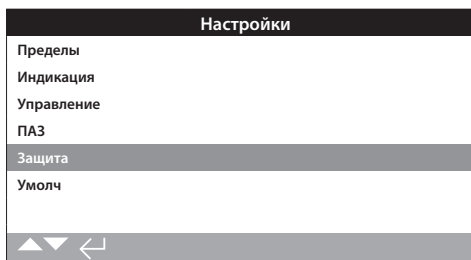 Настройки
Пределы
Индикация
Управление
ПАЗ
Защита
Умолч